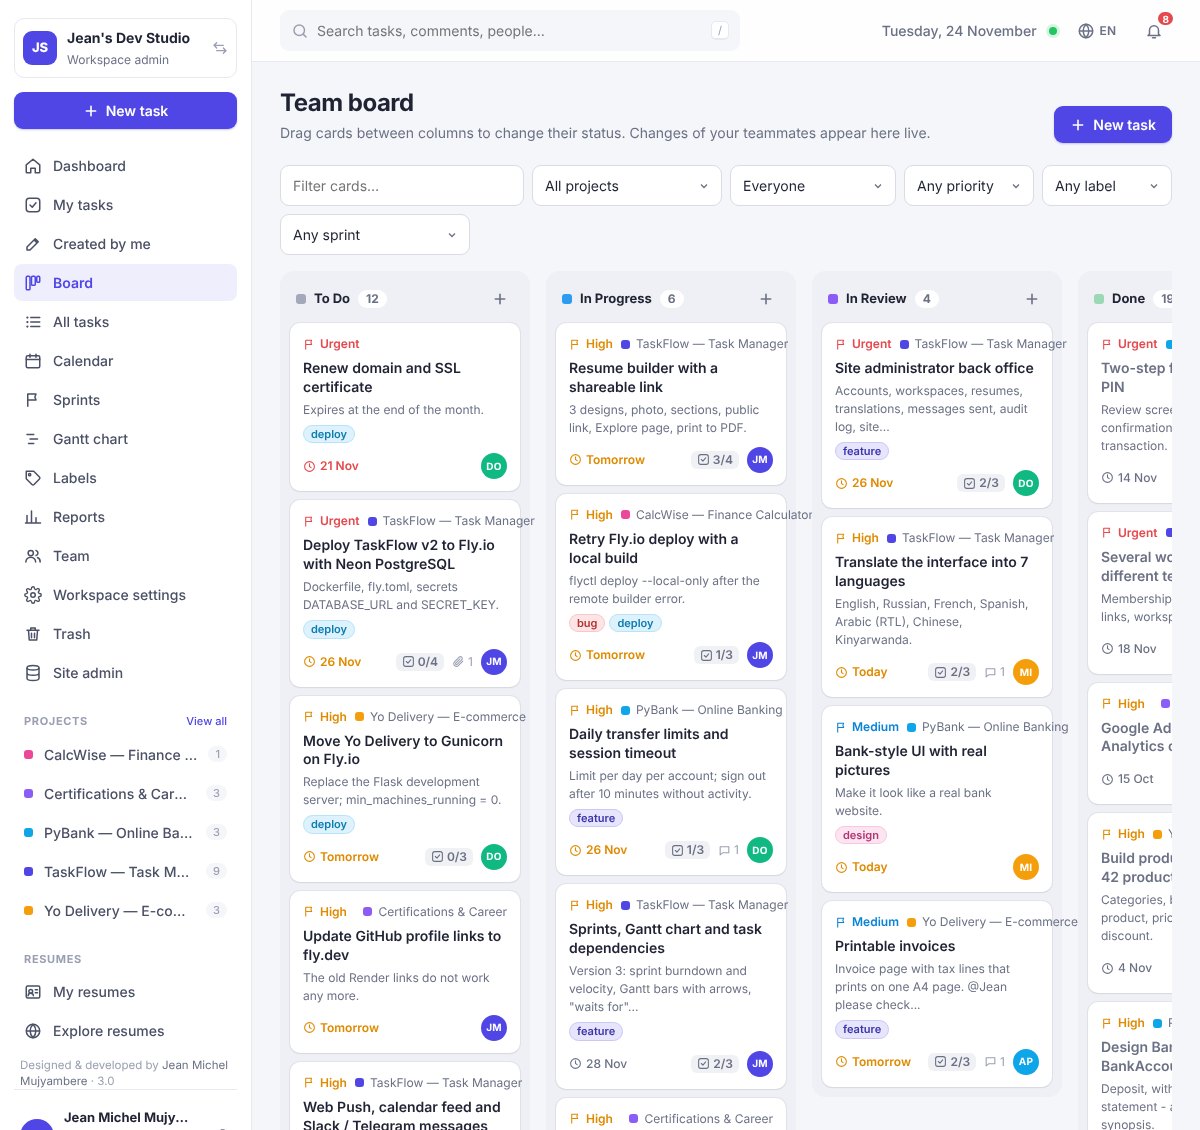 JS
Jean's Dev Studio
Workspace admin
+ New task
Dashboard
My tasks
Created by me
Board
All tasks
Calendar
Sprints
Gantt chart
Labels
Reports
Team
Workspace settings
Trash
Site admin
PROJECTS View all
CalcWise — Finance ... 1
Certifications & Car... 3
PyBank — Online Ba... 3
TaskFlow — Task M... 9
Yo Delivery — E-co... 3
RESUMES
My resumes
Explore resumes
Designed & developed by Jean Michel
Mujyambere · 3.0
Jean Michel Mujy...
Search tasks, comments, people... /
Tuesday, 24 November
EN
8
Team board
Drag cards between columns to change their status. Changes of your teammates appear here live.
+ New task
Filter cards...
All projects
Everyone
Any priority
Any label
Any sprint
To Do 12 +
Urgent
Renew domain and SSL
certificate
Expires at the end of the month.
deploy
21 Nov DO
Urgent TaskFlow — Task Manager
Deploy TaskFlow v2 to Fly.io
with Neon PostgreSQL
Dockerfile, fly.toml, secrets
DATABASE_URL and SECRET_KEY.
deploy
26 Nov 0/4 1 JM
High Yo Delivery — E-commerce
Move Yo Delivery to Gunicorn
on Fly.io
Replace the Flask development
server; min_machines_running = 0.
deploy
Tomorrow 0/3 DO
High Certifications & Career
Update GitHub profile links to
fly.dev
The old Render links do not work
any more.
Tomorrow JM
High TaskFlow — Task Manager
Web Push, calendar feed and
Slack / Telegram messages
In Progress 6 +
High TaskFlow — Task Manager
Resume builder with a
shareable link
3 designs, photo, sections, public
link, Explore page, print to PDF.
Tomorrow 3/4 JM
High CalcWise — Finance Calculator
Retry Fly.io deploy with a
local build
flyctl deploy --local-only after the
remote builder error.
bug deploy
Tomorrow 1/3 JM
High PyBank — Online Banking
Daily transfer limits and
session timeout
Limit per day per account; sign out
after 10 minutes without activity.
feature
26 Nov 1/3 1 DO
High TaskFlow — Task Manager
Sprints, Gantt chart and task
dependencies
Version 3: sprint burndown and
velocity, Gantt bars with arrows,
"waits for"...
feature
28 Nov 2/3 JM
High Certifications & Career
In Review 4 +
Urgent TaskFlow — Task Manager
Site administrator back office
Accounts, workspaces, resumes,
translations, messages sent, audit
log, site...
feature
26 Nov 2/3 DO
High TaskFlow — Task Manager
Translate the interface into 7
languages
English, Russian, French, Spanish,
Arabic (RTL), Chinese,
Kinyarwanda.
Today 2/3 1 MI
Medium PyBank — Online Banking
Bank-style UI with real
pictures
Make it look like a real bank
website.
design
Today MI
Medium Yo Delivery — E-commerce
Printable invoices
Invoice page with tax lines that
prints on one A4 page. @Jean
please check...
feature
Tomorrow 2/3 1 AP
Done 19
Urgent
Two-step f
PIN
Review scree
confirmation
transaction.
14 Nov
Urgent
Several wo
different te
Membership
links, worksp
18 Nov
High
Google Ad
Analytics c
15 Oct
High Y
Build produ
42 product
Categories, b
product, pric
discount.
4 Nov
High
Design Ban
BankAccou
Deposit, with
statement - a
synopsis.